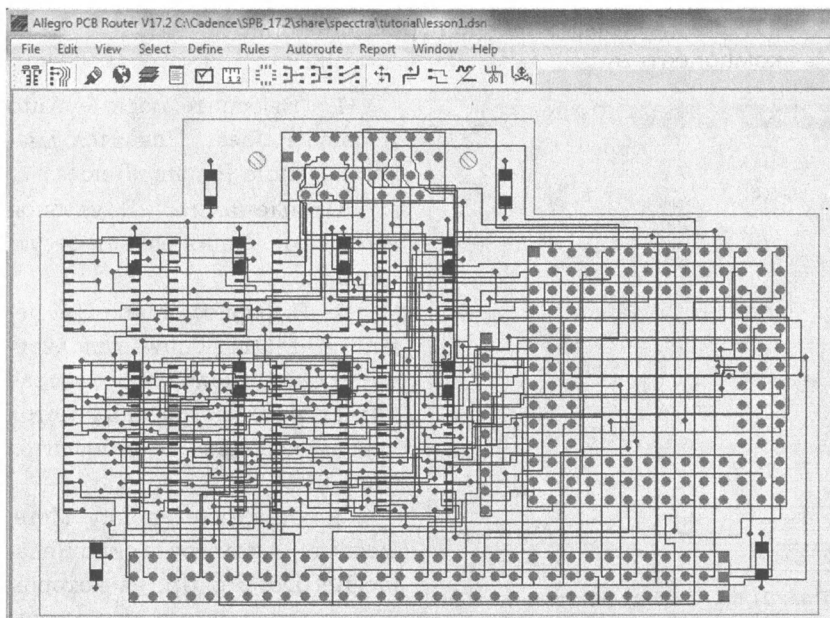 Allegro PCB Router V17.2 C:\Cadence\SPB_17.2\share\specctra\tutorial\lesson1.dsn
File Edit View Select Define Rules Autoroute Report Window Help